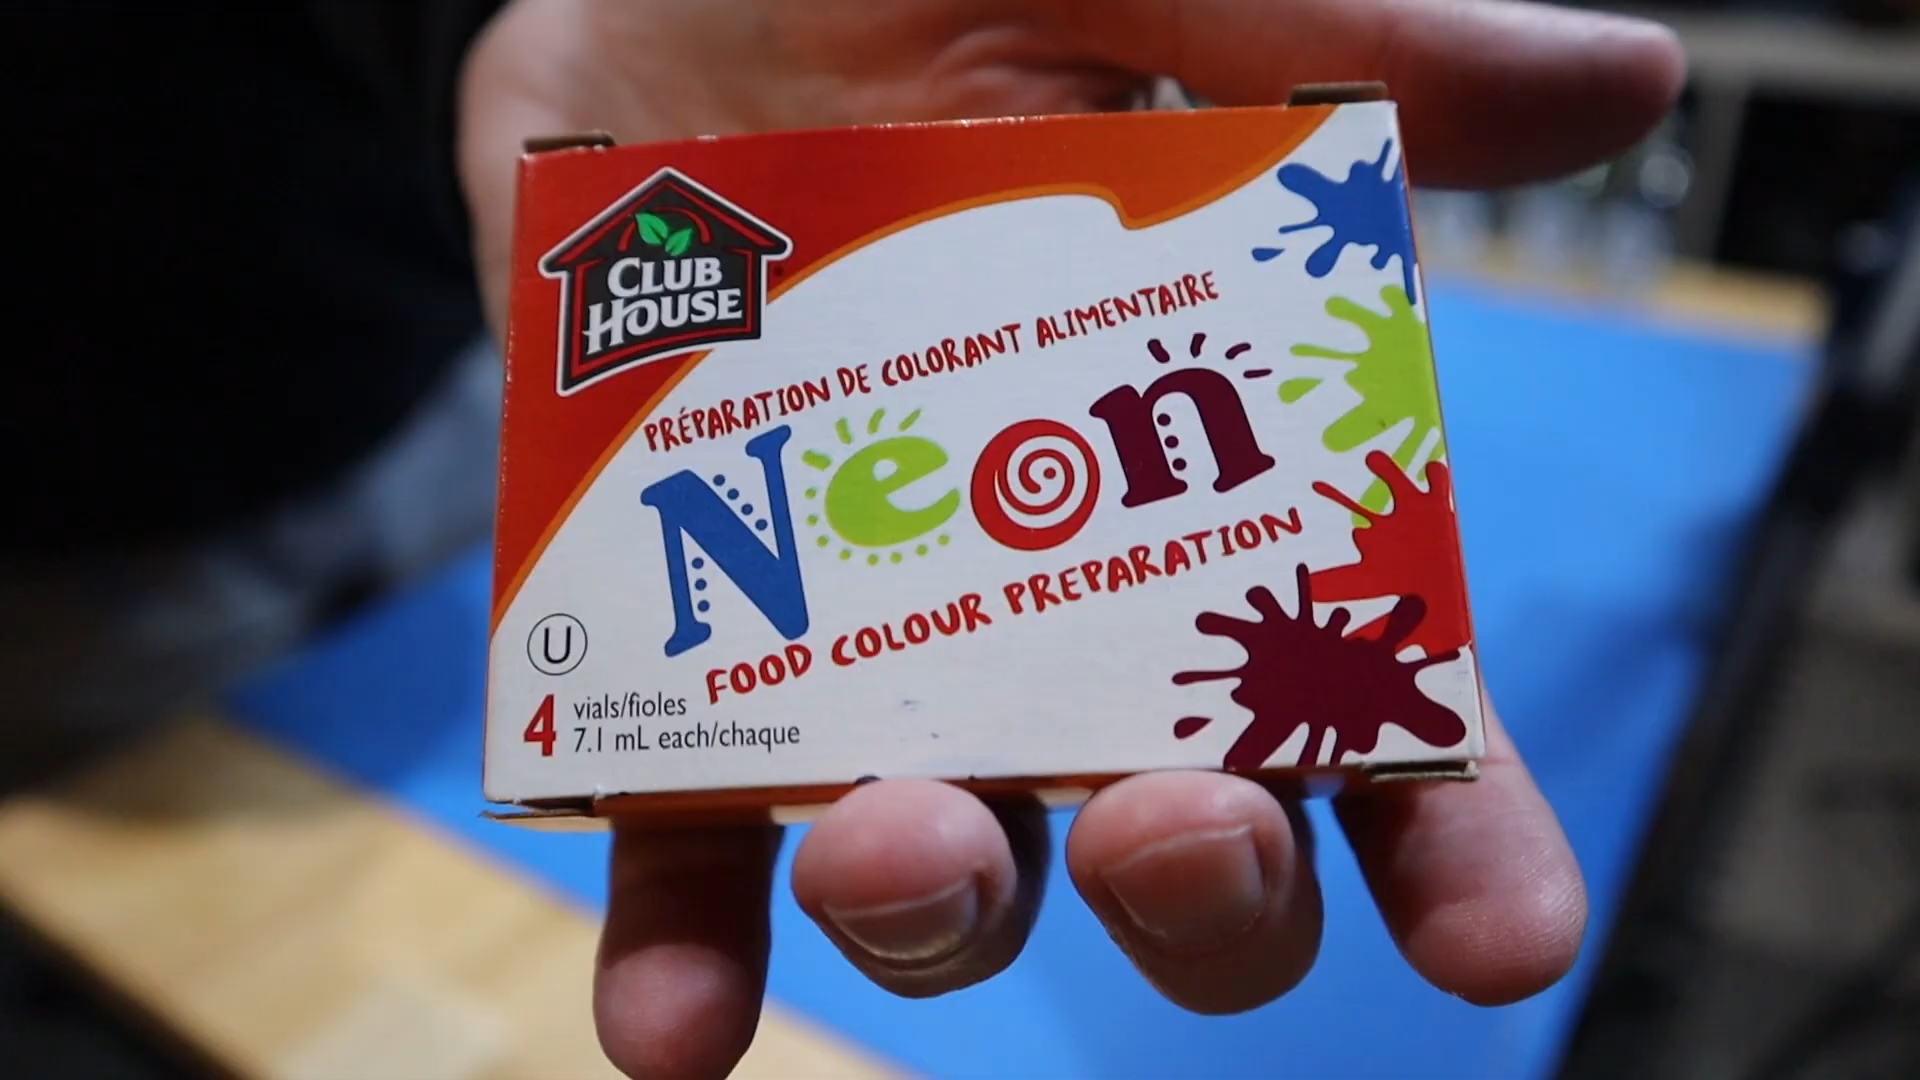 CLUB
HOUSE
PRÉPARATION DE COLORANT ALIMENTAIRE
Neon
FOOD COLOUR PREPARATION
U
4 vials/fioles
7.1 mL each/chaque